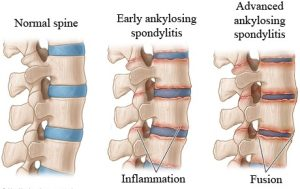 Normal spine
Early ankylosing
spondylitis
Advanced
ankylosing
spondylitis
Inflammation
Fusion